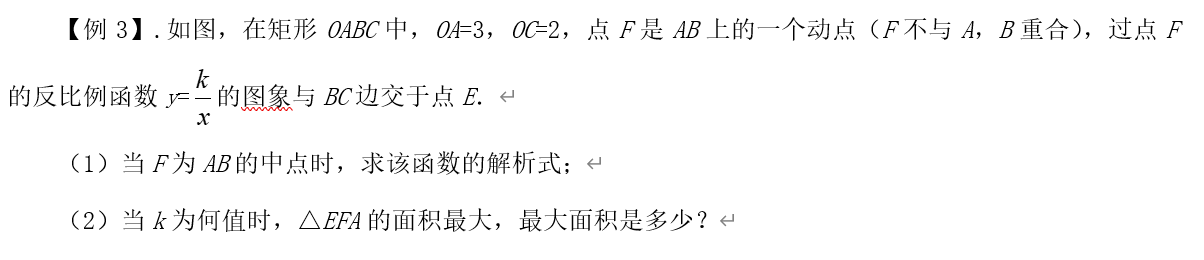 【例 3】.如图，在矩形 OABC 中，OA=3，OC=2，点 F 是 AB 上的一个动点（F 不与 A，B 重合），过点 F
的反比例函数 y=k/x 的图象与 BC 边交于点 E．↵
（1）当 F 为 AB 的中点时，求该函数的解析式；↵
（2）当 k 为何值时，△EFA 的面积最大，最大面积是多少？↵